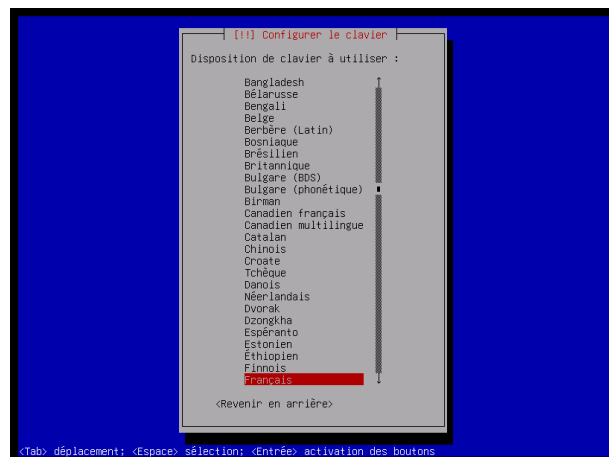 [!!] Configurer le clavier
Disposition de clavier à utiliser :
Bangladesh
Bélarusse
Bengali
Belge
Berbère (Latin)
Bosniaque
Brésilien
Britannique
Bulgare (BDS)
Bulgare (phonétique)
Birman
Canadien français
Canadien multilingue
Catalan
Chinois
Croate
Tchèque
Danois
Néerlandais
Dvorak
Dzongkha
Espéranto
Estonien
Éthiopien
Finnois
Français
<Revenir en arrière>
<Tab> déplacement; <Espace> sélection; <Entrée> activation des boutons